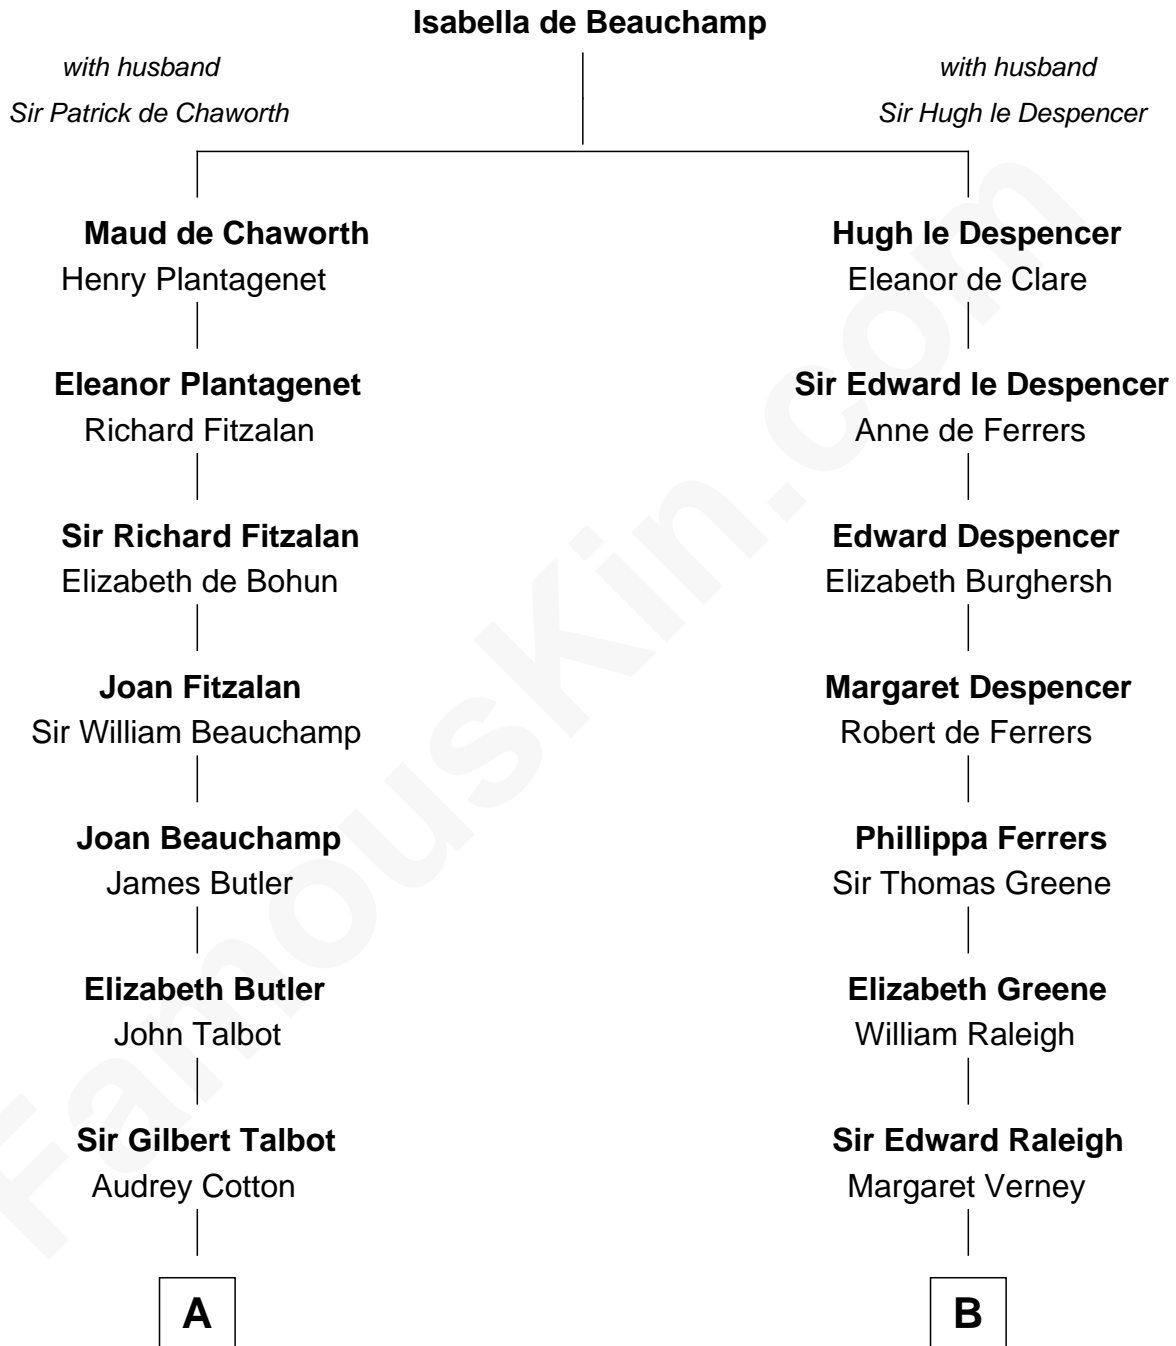 Isabella de Beauchamp
with husband
Sir Patrick de Chaworth
with husband
Sir Hugh le Despencer
Maud de Chaworth
Henry Plantagenet
Hugh le Despencer
Eleanor de Clare
Eleanor Plantagenet
Richard Fitzalan
Sir Edward le Despencer
Anne de Ferrers
Sir Richard Fitzalan
Elizabeth de Bohun
Edward Despencer
Elizabeth Burghersh
Joan Fitzalan
Sir William Beauchamp
Margaret Despencer
Robert de Ferrers
Joan Beauchamp
James Butler
Phillippa Ferrers
Sir Thomas Greene
Elizabeth Butler
John Talbot
Elizabeth Greene
William Raleigh
Sir Gilbert Talbot
Audrey Cotton
Sir Edward Raleigh
Margaret Verney
A
B
FamousKin.com